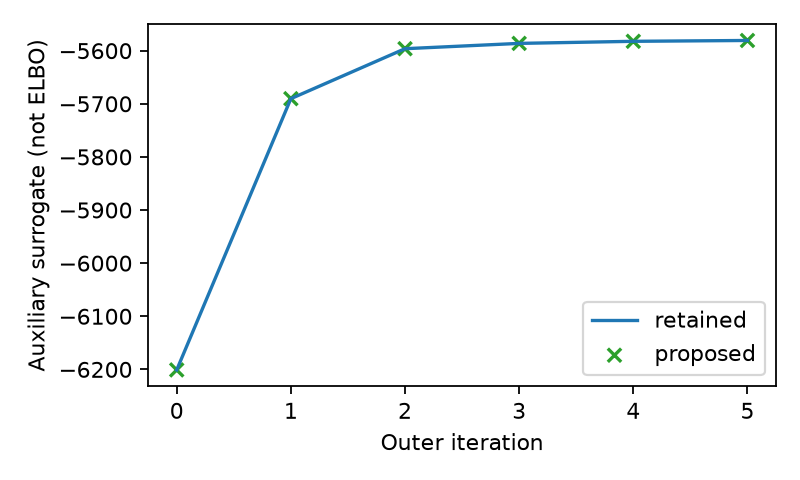 Auxiliary surrogate (not ELBO)
−5600
−5700
−5800
−5900
−6000
−6100
−6200
0 1 2 3 4 5
Outer iteration
retained
proposed